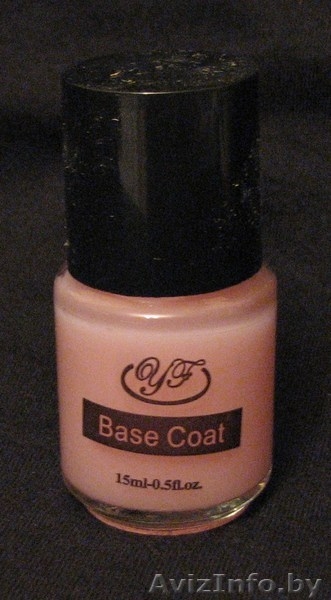 YF
Base Coat
15ml-0.5fl.oz.
AvizInfo.by